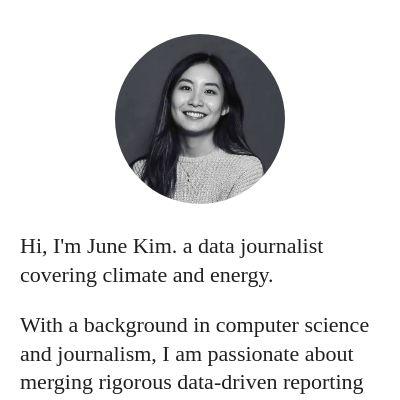 Hi, I'm June Kim. a data journalist
covering climate and energy.
With a background in computer science
and journalism, I am passionate about
merging rigorous data-driven reporting